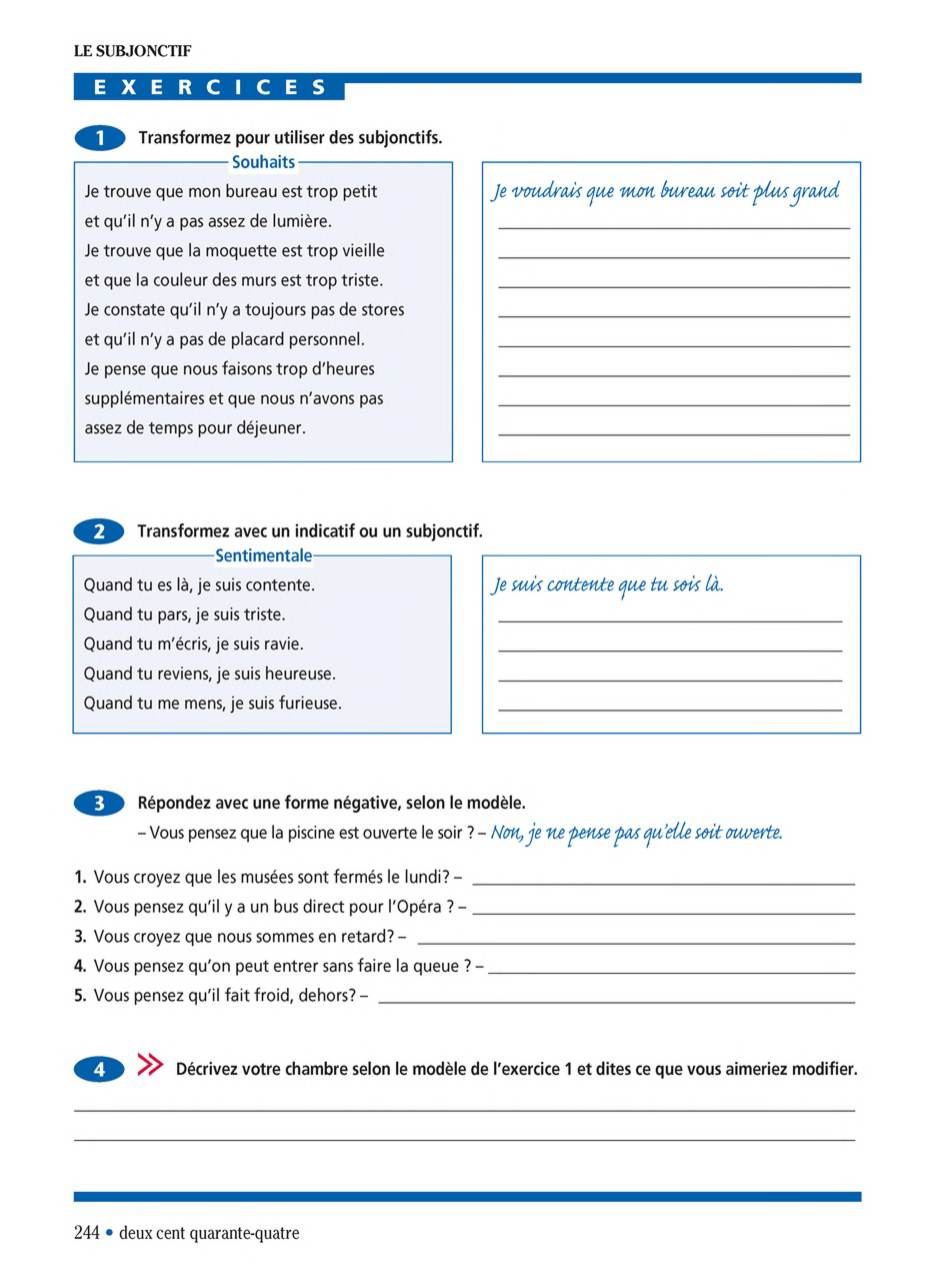 LE SUBJONCTIF
EXERCICES
1 Transformez pour utiliser des subjonctifs.
Souhaits
Je trouve que mon bureau est trop petit
et qu’il n’y a pas assez de lumière.
Je trouve que la moquette est trop vieille
et que la couleur des murs est trop triste.
Je constate qu’il n’y a toujours pas de stores
et qu’il n’y a pas de placard personnel.
Je pense que nous faisons trop d’heures
supplémentaires et que nous n’avons pas
assez de temps pour déjeuner.
Je voudrais que mon bureau soit plus grand
2 Transformez avec un indicatif ou un subjonctif.
Sentimentale
Quand tu es là, je suis contente.
Quand tu pars, je suis triste.
Quand tu m’écris, je suis ravie.
Quand tu reviens, je suis heureuse.
Quand tu me mens, je suis furieuse.
Je suis contente que tu sois là.
3 Répondez avec une forme négative, selon le modèle.
– Vous pensez que la piscine est ouverte le soir ? – Non, je ne pense pas qu’elle soit ouverte.
1. Vous croyez que les musées sont fermés le lundi? –
2. Vous pensez qu’il y a un bus direct pour l’Opéra ? –
3. Vous croyez que nous sommes en retard? –
4. Vous pensez qu’on peut entrer sans faire la queue ? –
5. Vous pensez qu’il fait froid, dehors? –
4 >> Décrivez votre chambre selon le modèle de l’exercice 1 et dites ce que vous aimeriez modifier.
244 • deux cent quarante-quatre